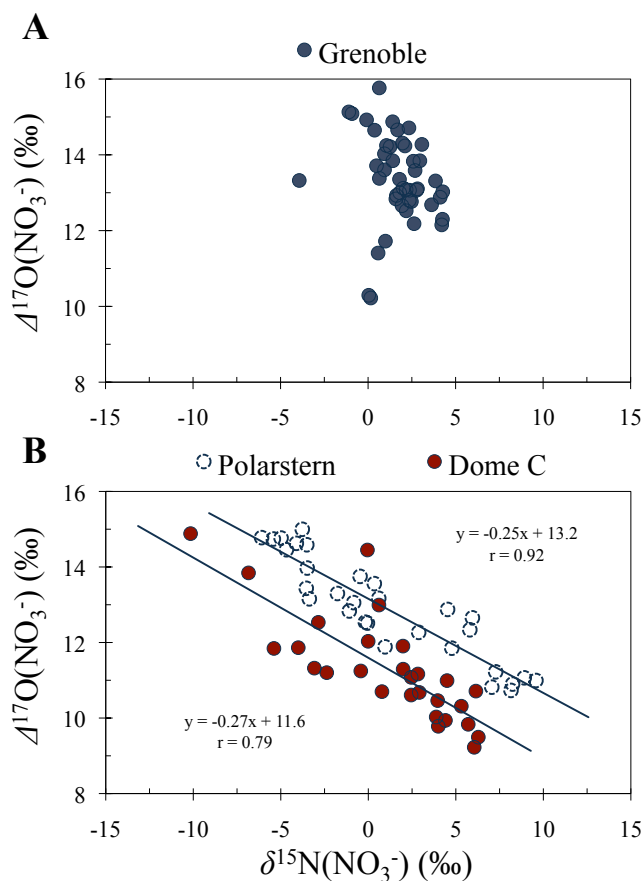 A
Grenoble
16
14
12
10
8
Δ¹⁷O(NO₃⁻) (‰)
-15 -10 -5 0 5 10 15
B
Polarstern Dome C
16
14
12
10
8
Δ¹⁷O(NO₃⁻) (‰)
y = -0.25x + 13.2
r = 0.92
y = -0.27x + 11.6
r = 0.79
-15 -10 -5 0 5 10 15
δ¹⁵N(NO₃⁻) (‰)